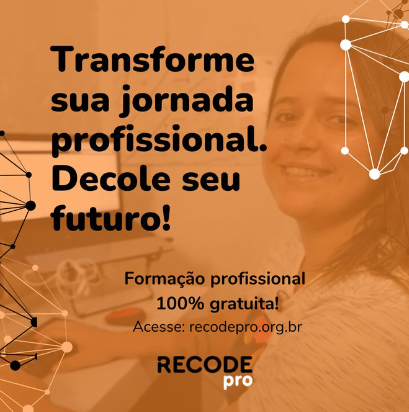 Transforme
sua jornada
profissional.
Decole seu
futuro!
Formação profissional
100% gratuita!
Acesse: recodepro.org.br
RECODE
pro